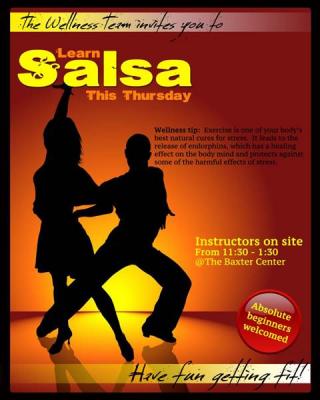 the Wellness Team invites you to
Learn
Salsa
This Thursday
Wellness tip: Exercise is one of your body's
best natural cures for stress. It leads to the
release of endorphins, which has a healing
effect on the body mind and protects against
some of the harmful effects of stress.
Instructors on site
From 11:30 - 1:30
@The Baxter Center
Absolute
beginners
welcomed
Have fun getting fit!